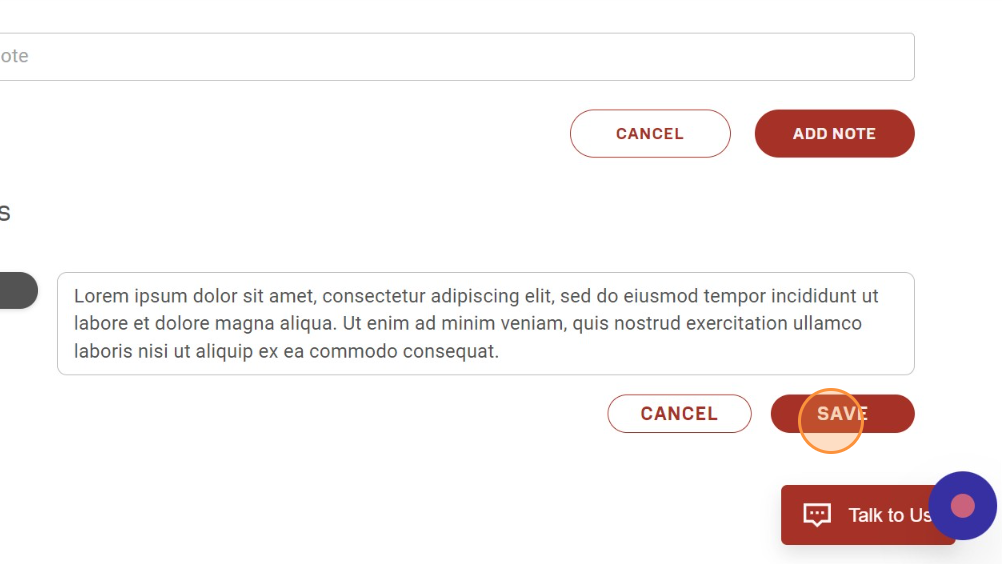 ote
CANCEL
ADD NOTE
s
Lorem ipsum dolor sit amet, consectetur adipiscing elit, sed do eiusmod tempor incididunt ut
labore et dolore magna aliqua. Ut enim ad minim veniam, quis nostrud exercitation ullamco
laboris nisi ut aliquip ex ea commodo consequat.
CANCEL
SAVE
Talk to Us